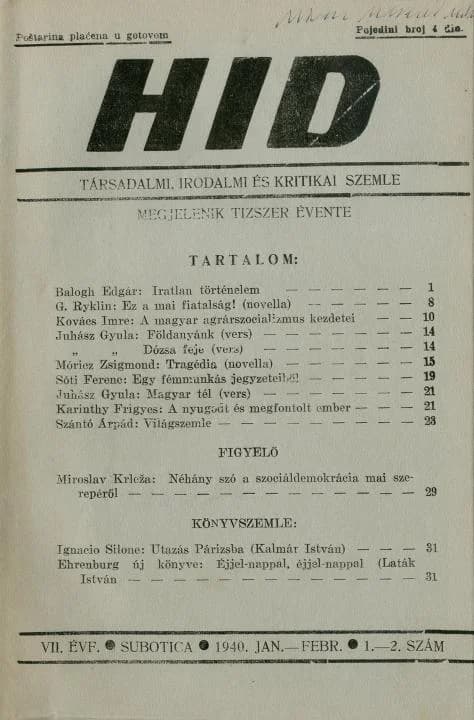 Poštarina plaćena u gotovom
Pojedini broj 4 din.
HID
TÁRSADALMI, IRODALMI ÉS KRITIKAI SZEMLE
MEGJELENIK TIZSZER ÉVENTE
TARTALOM:
Balogh Edgár: Iratlan történelem — — — — — 1
G. Ryklin: Ez a mai fiatalság! (novella) — — — — — 8
Kovács Imre: A magyar agrárszocializmus kezdetei — — — 10
Juhász Gyula: Földanyánk (vers) — — — — — 14
„ „ Dózsa feje (vers) — — — — — 14
Móricz Zsigmond: Tragédia (novella) — — — — — 15
Sóti Ferenc: Egy fémmunkás jegyzeteiből — — — — 19
Juhász Gyula: Magyar tél (vers) — — — — — 21
Karinthy Frigyes: A nyugodt és megfontolt ember — — — 21
Szántó Árpád: Világszemle — — — — — — 23
FIGYELŐ
Miroslav Krleža: Néhány szó a szociáldemokrácia mai sze-
repéről — — — — — — — — — — 29
KÖNYVSZEMLE:
Ignacio Silone: Utazás Párizsba (Kalmár István) — — — 31
Ehrenburg új könyve: Éjjel-nappal, éjjel-nappal (Laták
István — — — — — — — — — — 31
VII. ÉVF. ● SUBOTICA ● 1940. JAN.—FEBR. ● 1.—2. SZÁM